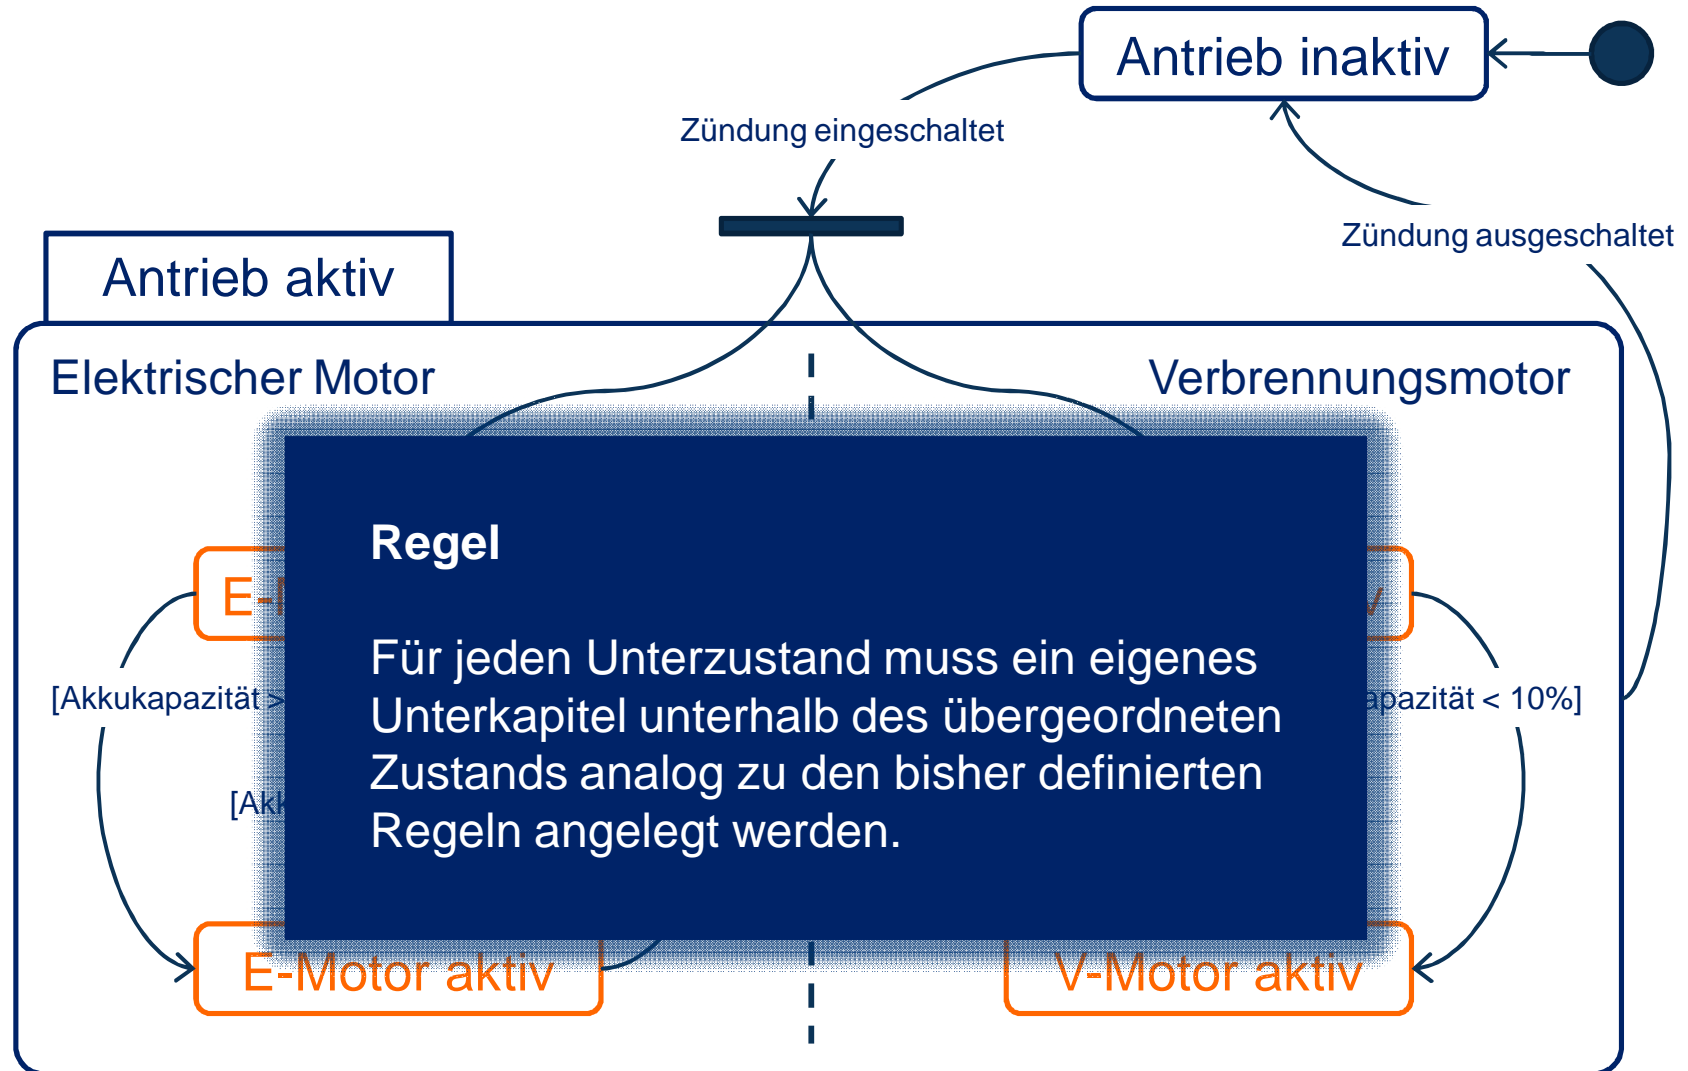 Antrieb inaktiv
Zündung eingeschaltet
Zündung ausgeschaltet
Antrieb aktiv
Elektrischer Motor
Verbrennungsmotor
Regel
Für jeden Unterzustand muss ein eigenes
Unterkapitel unterhalb des übergeordneten
Zustands analog zu den bisher definierten
Regeln angelegt werden.
[Akkukapazität >
< 10%]
E-Motor aktiv
V-Motor aktiv